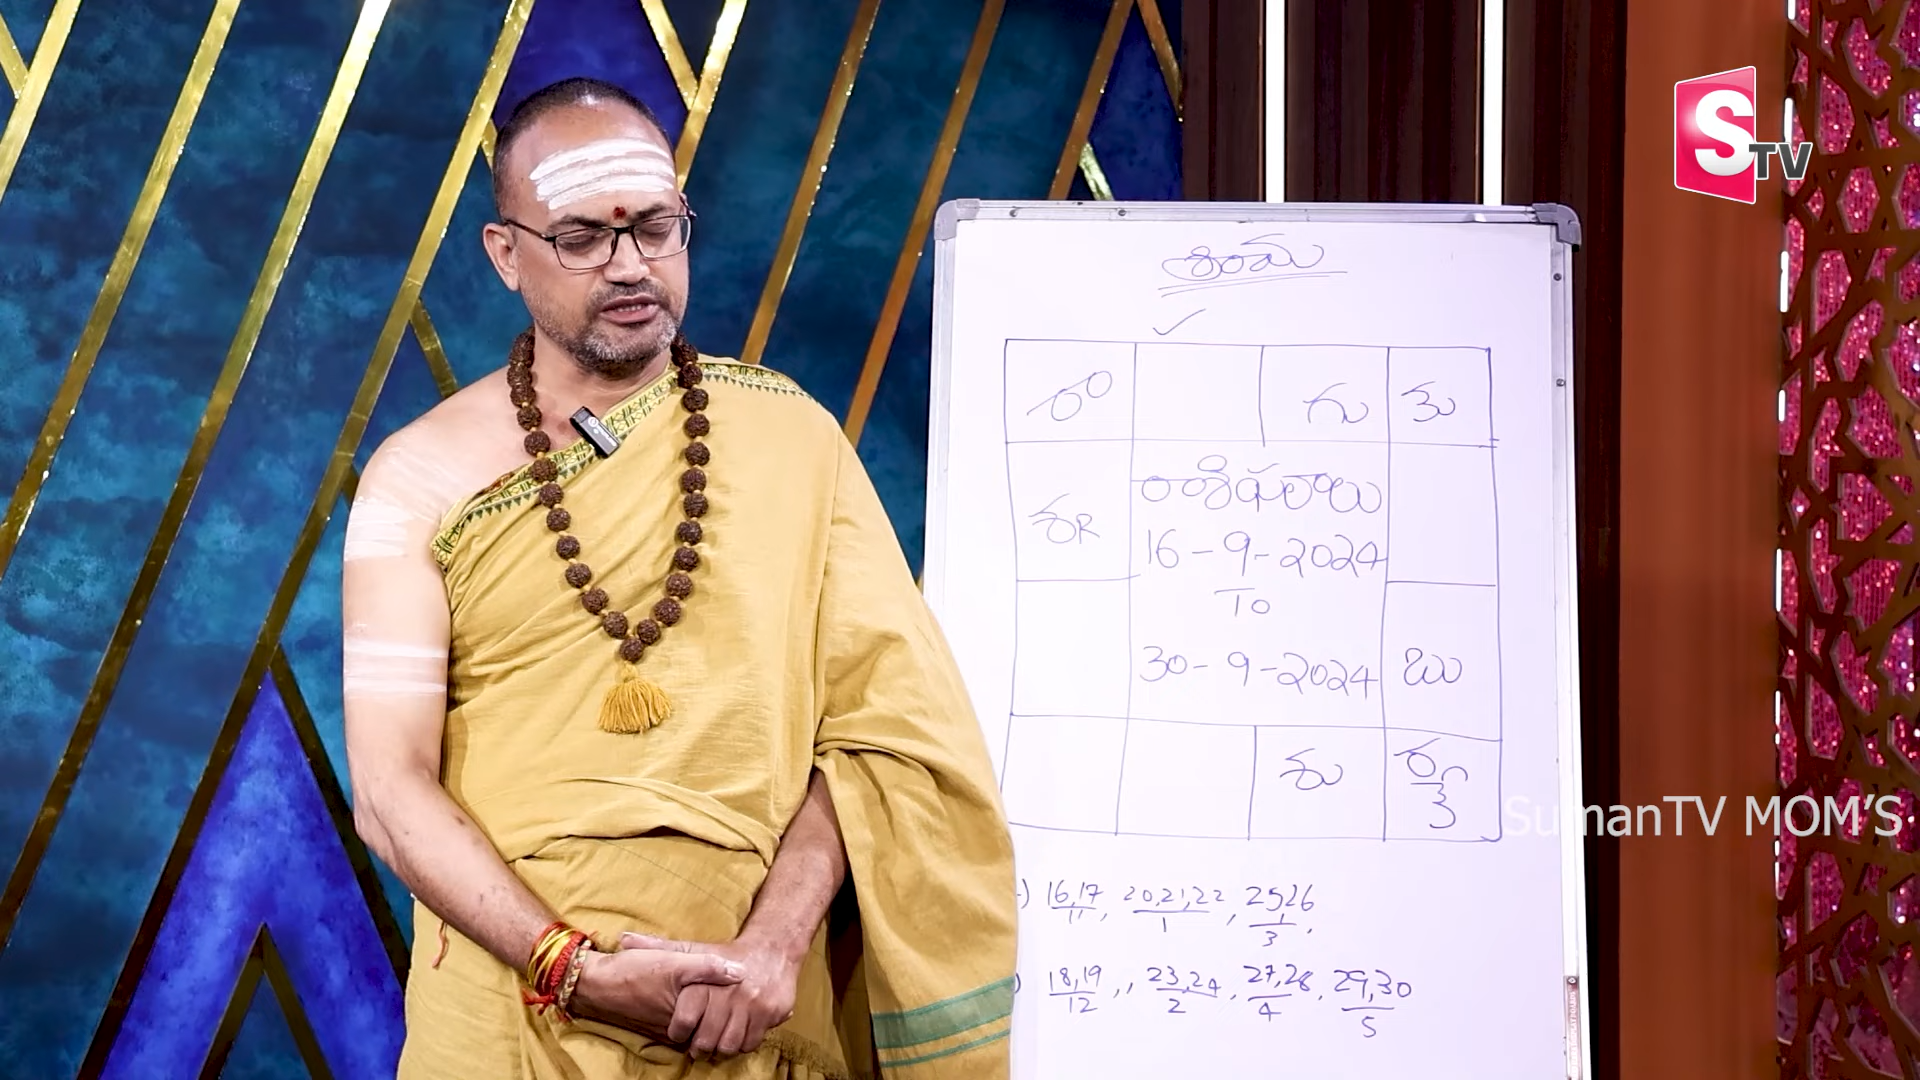 STV
శ్రీరామ
రా
గు
కు
రాశిఫలాలు
శR
16-9-2024
To
30-9-2024
బు
శు
ర
కే
SumanTV MOM'S
16,17/11, 20,21,22/1, 25,26/3,
18,19/12,, 23,24/2, 27,28/4, 29,30/5